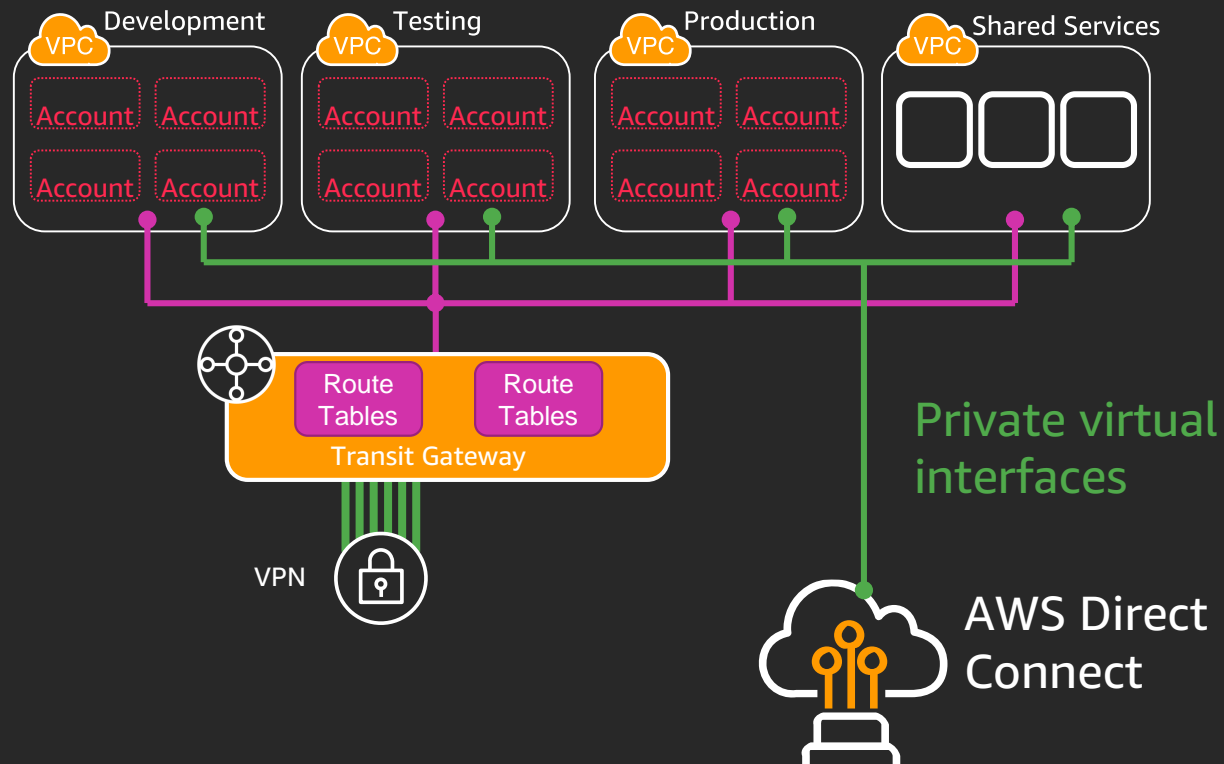 Development
Testing
Production
Shared Services
VPC
VPC
VPC
VPC
Account Account
Account Account
Account Account
Account Account
Account Account
Account Account
Route
Tables
Route
Tables
Transit Gateway
Private virtual
interfaces
VPN
AWS Direct
Connect